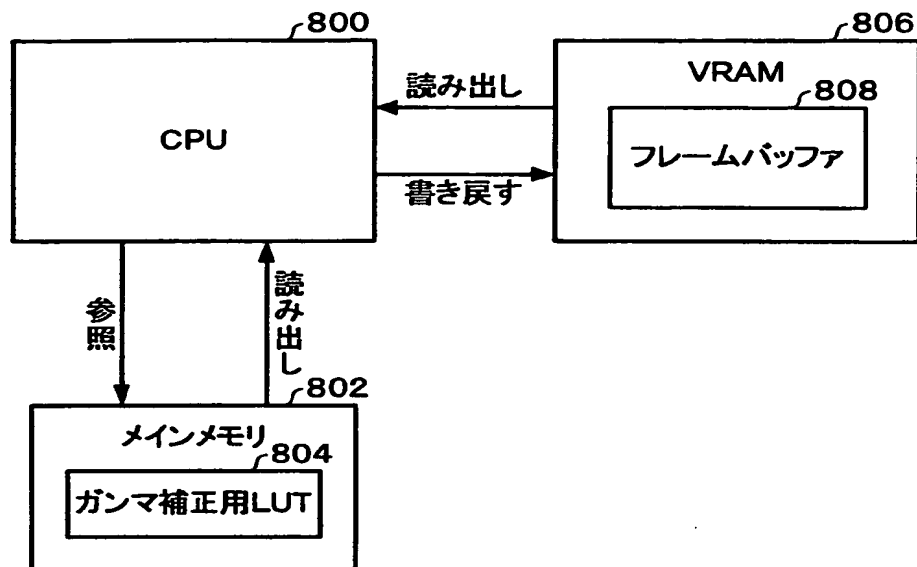 800
CPU
806
VRAM
808
フレームバッファ
読み出し
書き戻す
参照
読み出し
802
メインメモリ
804
ガンマ補正用LUT